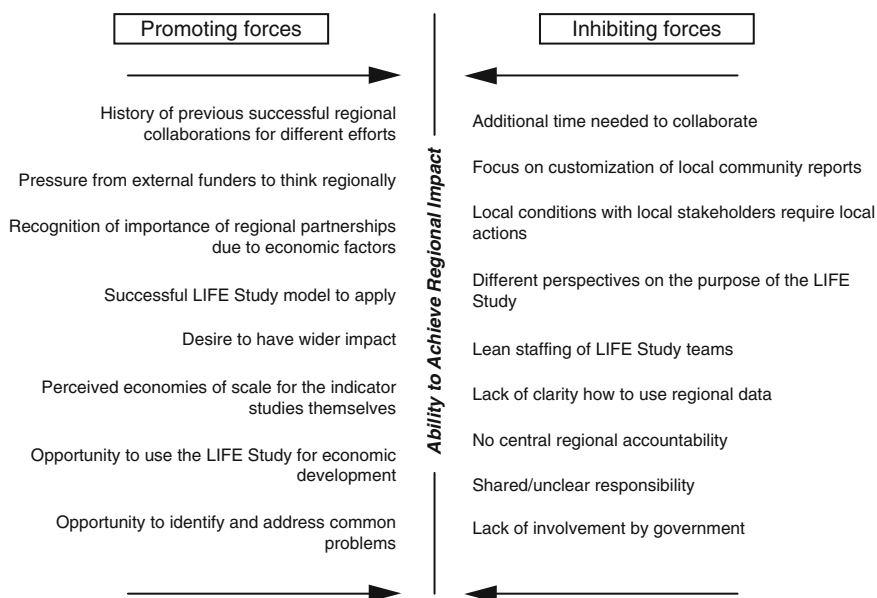 Promoting forces
Inhibiting forces
History of previous successful regional
collaborations for different efforts
Pressure from external funders to think regionally
Recognition of importance of regional partnerships
due to economic factors
Successful LIFE Study model to apply
Desire to have wider impact
Perceived economies of scale for the indicator
studies themselves
Opportunity to use the LIFE Study for economic
development
Opportunity to identify and address common
problems
Ability to Achieve Regional Impact
Additional time needed to collaborate
Focus on customization of local community reports
Local conditions with local stakeholders require local
actions
Different perspectives on the purpose of the LIFE
Study
Lean staffing of LIFE Study teams
Lack of clarity how to use regional data
No central regional accountability
Shared/unclear responsibility
Lack of involvement by government